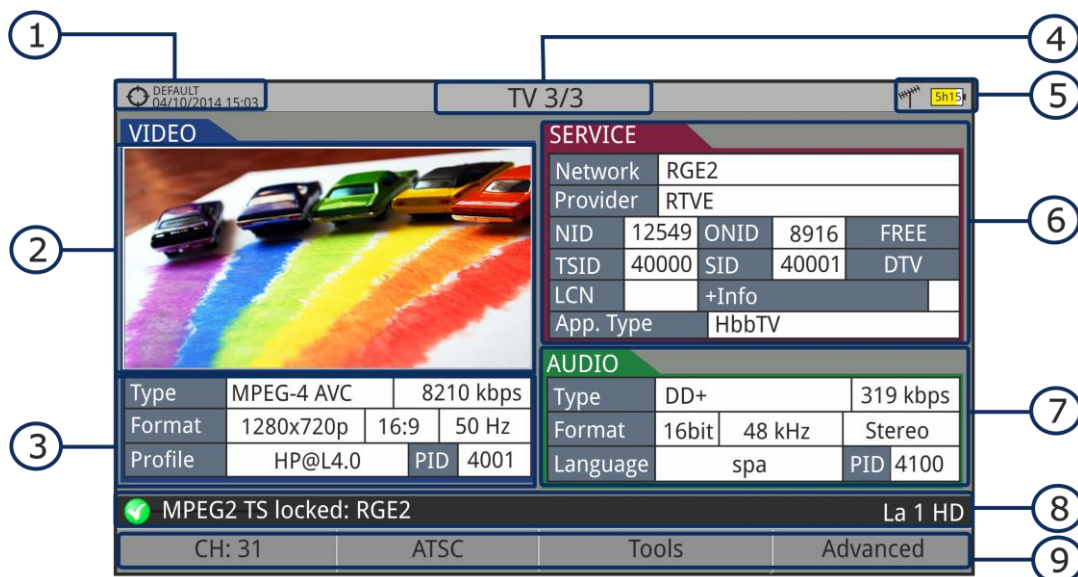 1
4
DEFAULT
04/10/2014 15:03
TV 3/3
5h15
5
VIDEO
2
Type MPEG-4 AVC 8210 kbps
Format 1280x720p 16:9 50 Hz
Profile HP@L4.0 PID 4001
3
SERVICE
Network RGE2
Provider RTVE
NID 12549 ONID 8916 FREE
TSID 40000 SID 40001 DTV
LCN +Info
App. Type HbbTV
6
AUDIO
Type DD+ 319 kbps
Format 16bit 48 kHz Stereo
Language spa PID 4100
7
MPEG2 TS locked: RGE2 La 1 HD
8
CH: 31 ATSC Tools Advanced
9